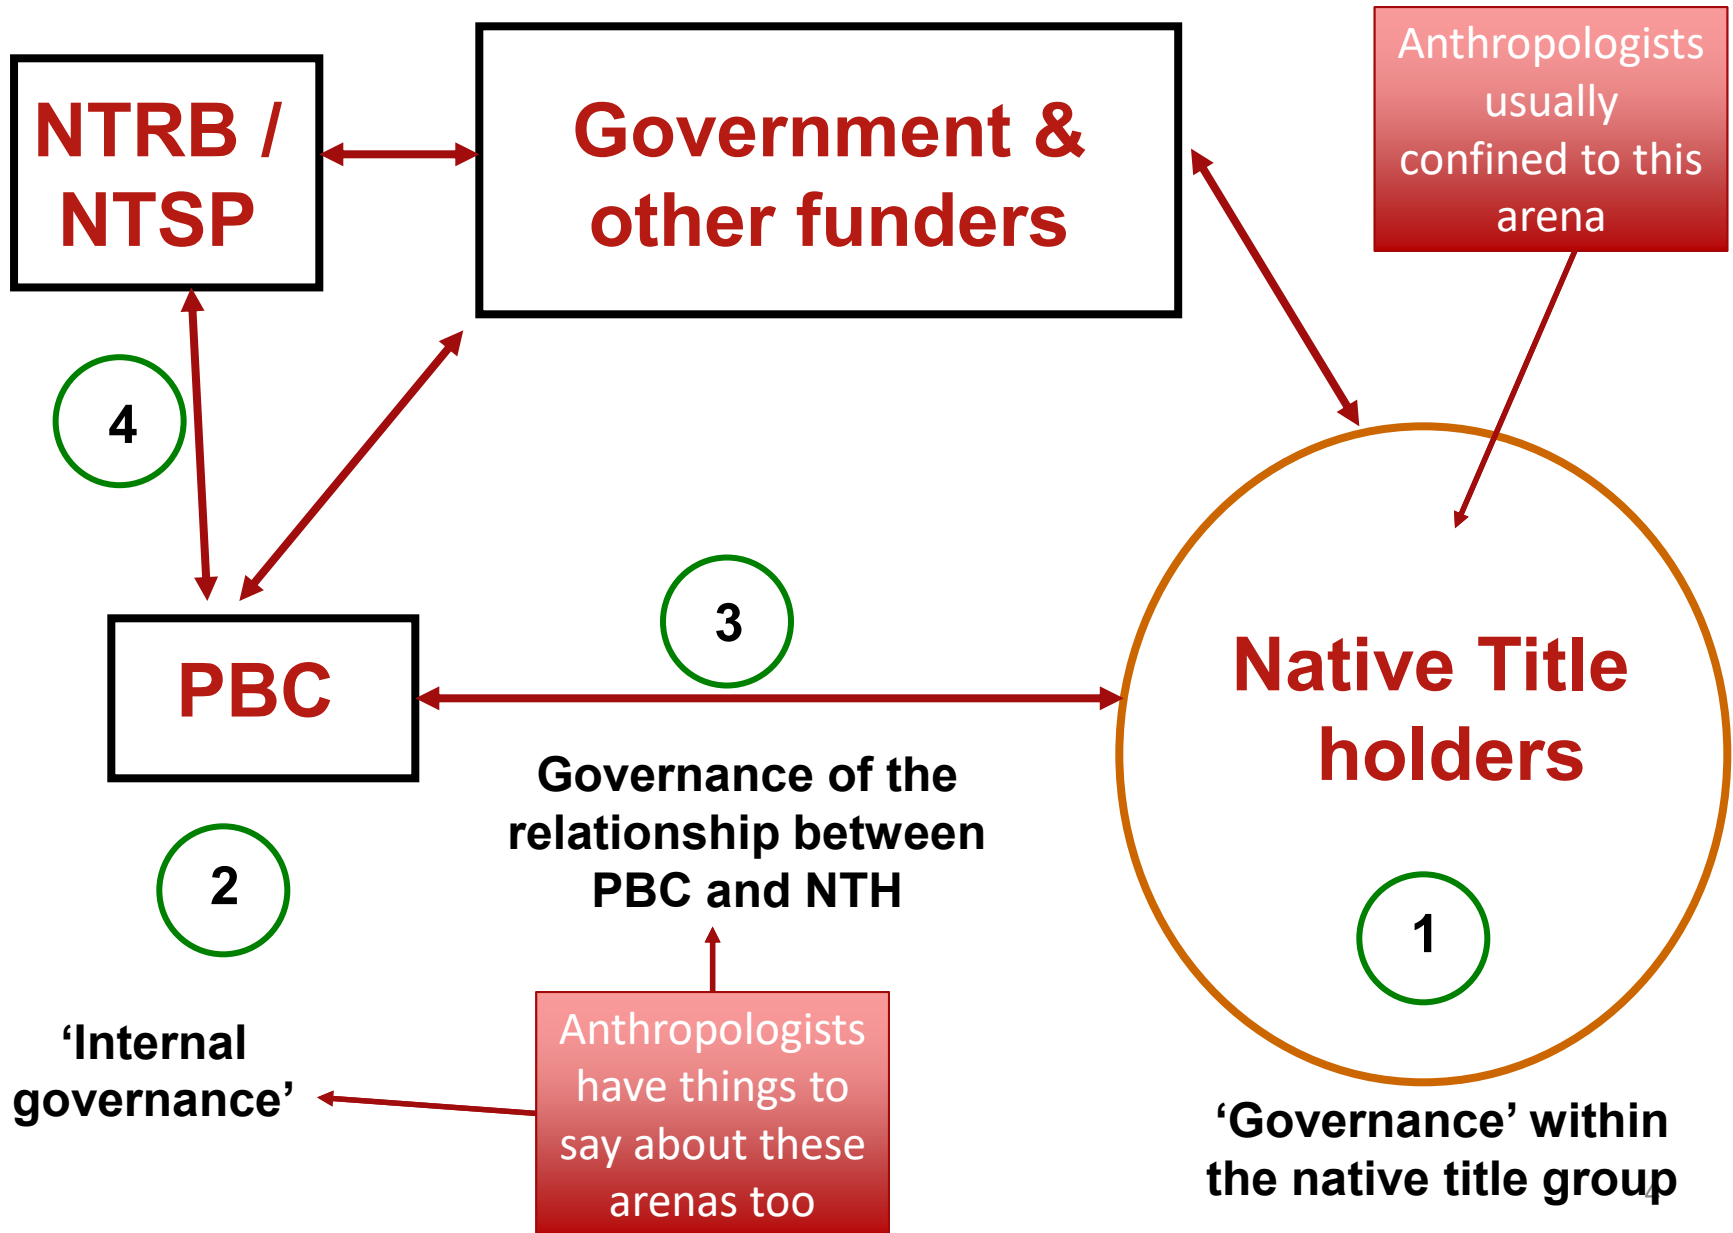 NTRB /
NTSP
Government &
other funders
Anthropologists
usually
confined to this
arena
4
3
PBC
Native Title
holders
Governance of the
relationship between
PBC and NTH
2
1
‘Internal
governance’
Anthropologists
have things to
say about these
arenas too
‘Governance’ within
the native title group
4